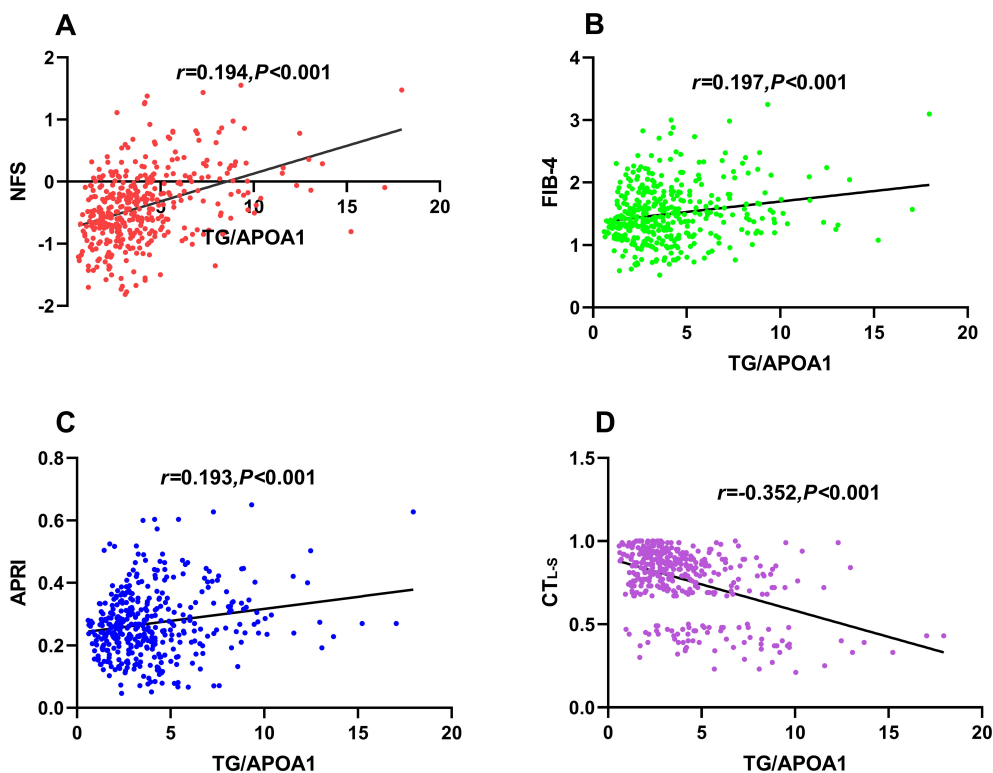 A
r=0.194,P<0.001
NFS
2
1
0
-1
-2
5
10
15
20
TG/APOA1
B
r=0.197,P<0.001
FIB-4
4
3
2
1
0
0
5
10
15
20
TG/APOA1
C
r=0.193,P<0.001
APRI
0.8
0.6
0.4
0.2
0.0
0
5
10
15
20
TG/APOA1
D
r=-0.352,P<0.001
CTL-S
1.5
1.0
0.5
0.0
0
5
10
15
20
TG/APOA1